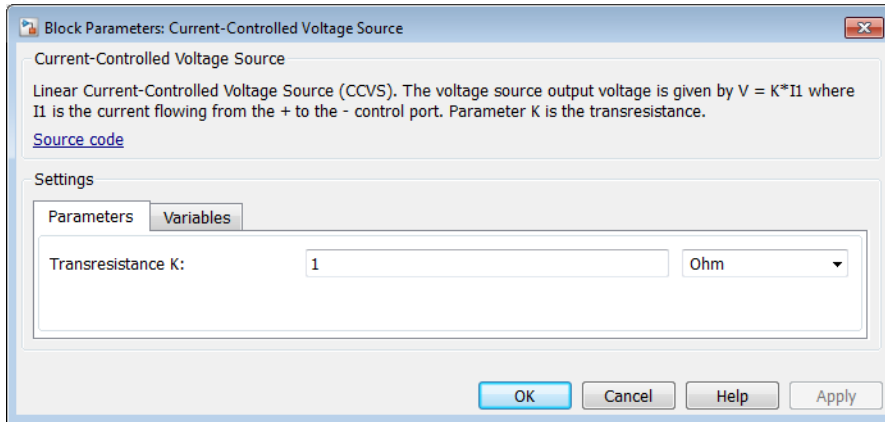 Block Parameters: Current-Controlled Voltage Source
Current-Controlled Voltage Source
Linear Current-Controlled Voltage Source (CCVS). The voltage source output voltage is given by V = K*I1 where
I1 is the current flowing from the + to the - control port. Parameter K is the transresistance.
Source code
Settings
Parameters Variables
Transresistance K: 1 Ohm
OK Cancel Help Apply